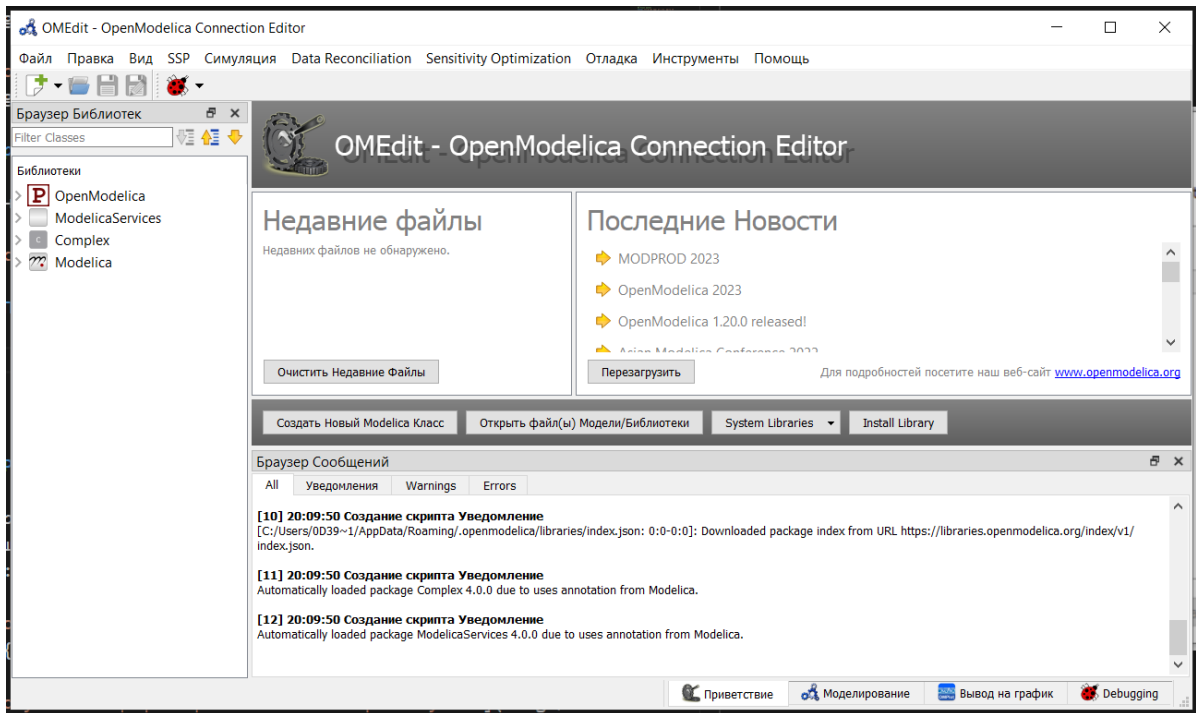 OMEdit - OpenModelica Connection Editor
Файл Правка Вид SSP Симуляция Data Reconciliation Sensitivity Optimization Отладка Инструменты Помощь
Браузер Библиотек
Filter Classes
Библиотеки
P OpenModelica
ModelicaServices
C Complex
m Modelica
OMEdit - OpenModelica Connection Editor
Недавние файлы
Недавних файлов не обнаружено.
Очистить Недавние Файлы
Последние Новости
MODPROD 2023
OpenModelica 2023
OpenModelica 1.20.0 released!
Asian Modelica Conference 2022
Перезагрузить
Для подробностей посетите наш веб-сайт www.openmodelica.org
Создать Новый Modelica Класс Открыть файл(ы) Модели/Библиотеки System Libraries Install Library
Браузер Сообщений
All Уведомления Warnings Errors
[10] 20:09:50 Создание скрипта Уведомление
[C:/Users/0D39~1/AppData/Roaming/.openmodelica/libraries/index.json: 0:0-0:0]: Downloaded package index from URL https://libraries.openmodelica.org/index/v1/
index.json.
[11] 20:09:50 Создание скрипта Уведомление
Automatically loaded package Complex 4.0.0 due to uses annotation from Modelica.
[12] 20:09:50 Создание скрипта Уведомление
Automatically loaded package ModelicaServices 4.0.0 due to uses annotation from Modelica.
Приветствие Моделирование Вывод на график Debugging